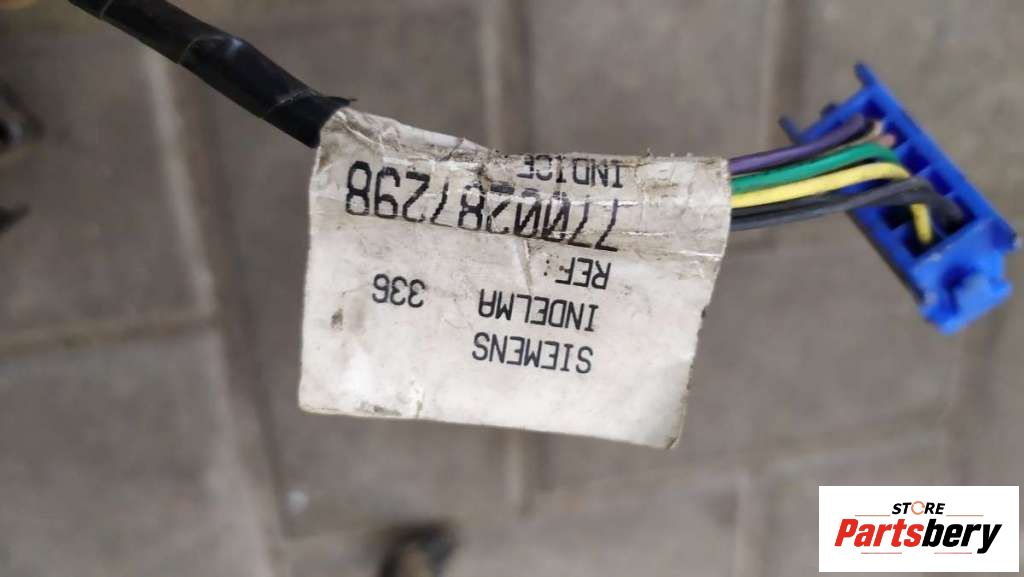 SIEMENS
INDELMA 336
REF:
7700287298
INDICE
STORE
Partsbery